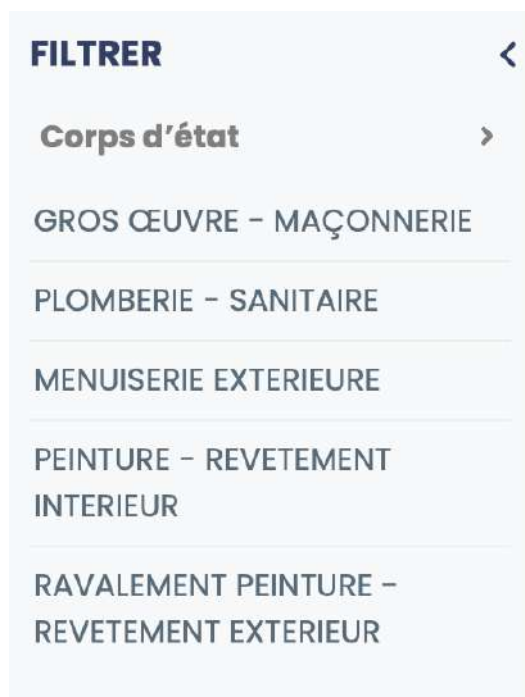 FILTRER
Corps d’état
GROS ŒUVRE - MAÇONNERIE
PLOMBERIE - SANITAIRE
MENUISERIE EXTERIEURE
PEINTURE - REVETEMENT
INTERIEUR
RAVALEMENT PEINTURE -
REVETEMENT EXTERIEUR